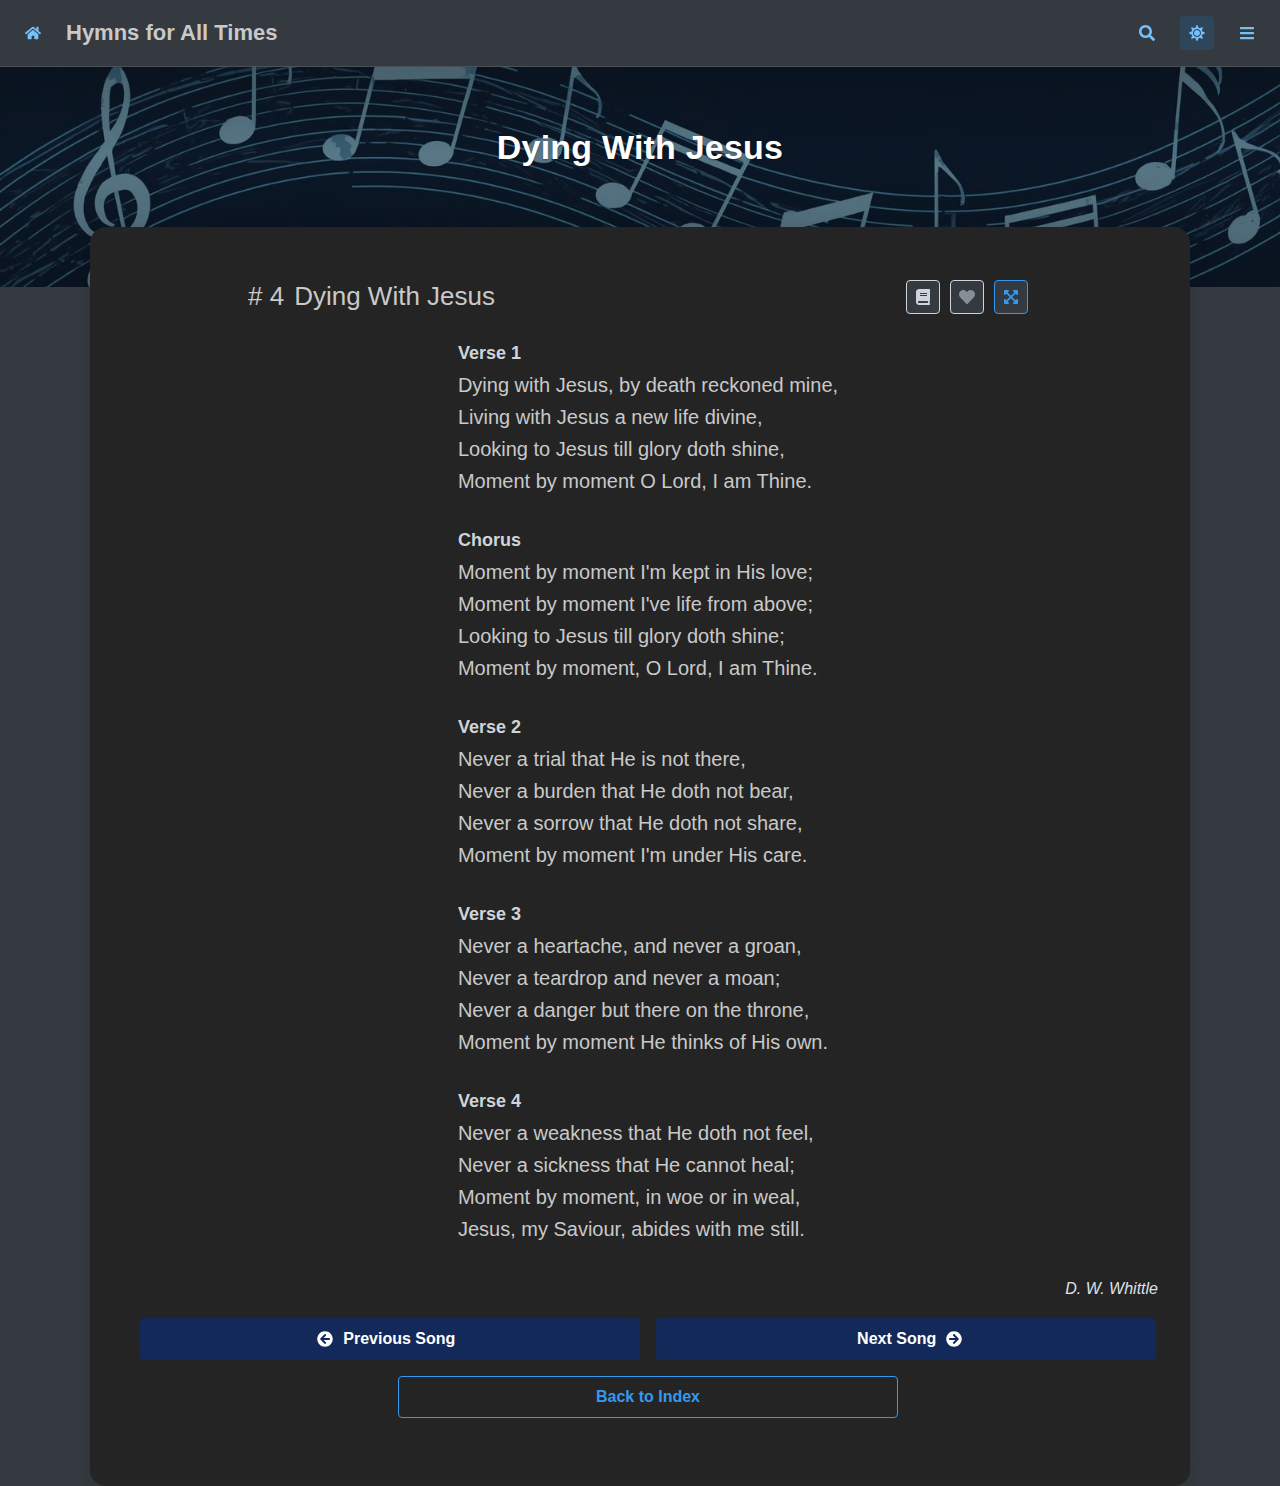 Hymns for All Times
Dying With Jesus
# 4 Dying With Jesus
Verse 1
Dying with Jesus, by death reckoned mine,
Living with Jesus a new life divine,
Looking to Jesus till glory doth shine,
Moment by moment O Lord, I am Thine.
Chorus
Moment by moment I'm kept in His love;
Moment by moment I've life from above;
Looking to Jesus till glory doth shine;
Moment by moment, O Lord, I am Thine.
Verse 2
Never a trial that He is not there,
Never a burden that He doth not bear,
Never a sorrow that He doth not share,
Moment by moment I'm under His care.
Verse 3
Never a heartache, and never a groan,
Never a teardrop and never a moan;
Never a danger but there on the throne,
Moment by moment He thinks of His own.
Verse 4
Never a weakness that He doth not feel,
Never a sickness that He cannot heal;
Moment by moment, in woe or in weal,
Jesus, my Saviour, abides with me still.
D. W. Whittle
Previous Song
Next Song
Back to Index